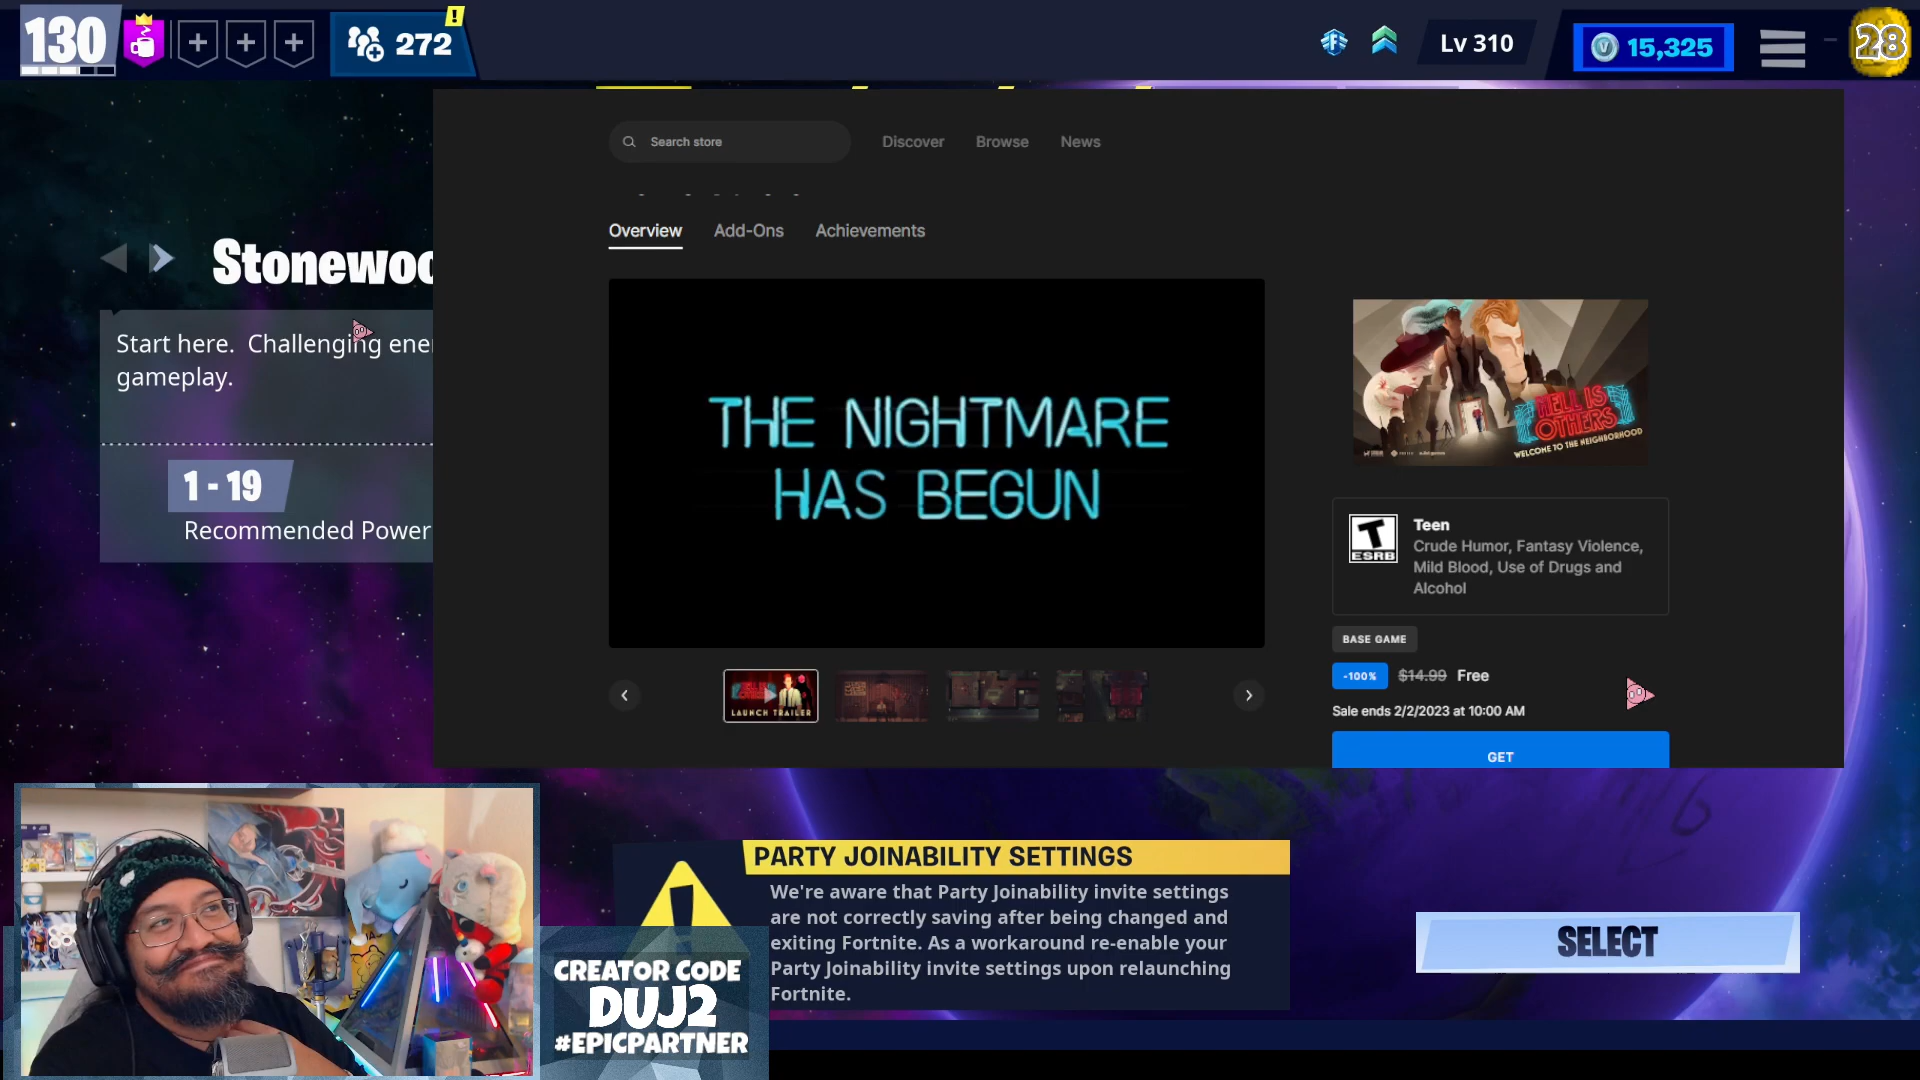 130
272
!
Lv 310
15,325
28
Search store
Discover
Browse
News
Overview
Add-Ons
Achievements
Start here.  Challenging
gameplay.
1 - 19
Recommended Power
THE NIGHTMARE
HAS BEGUN
LAUNCH TRAILER
HELL IS
OTHERS
WELCOME TO THE NEIGHBORHOOD
T
ESRB
Teen
Crude Humor, Fantasy Violence,
Mild Blood, Use of Drugs and
Alcohol
BASE GAME
-100%
$14.99
Free
Sale ends 2/2/2023 at 10:00 AM
GET
PARTY JOINABILITY SETTINGS
We're aware that Party Joinability invite settings
are not correctly saving after being changed and
exiting Fortnite. As a workaround re-enable your
Party Joinability invite settings upon relaunching
Fortnite.
SELECT
CREATOR CODE
DUJ2
#EPICPARTNER